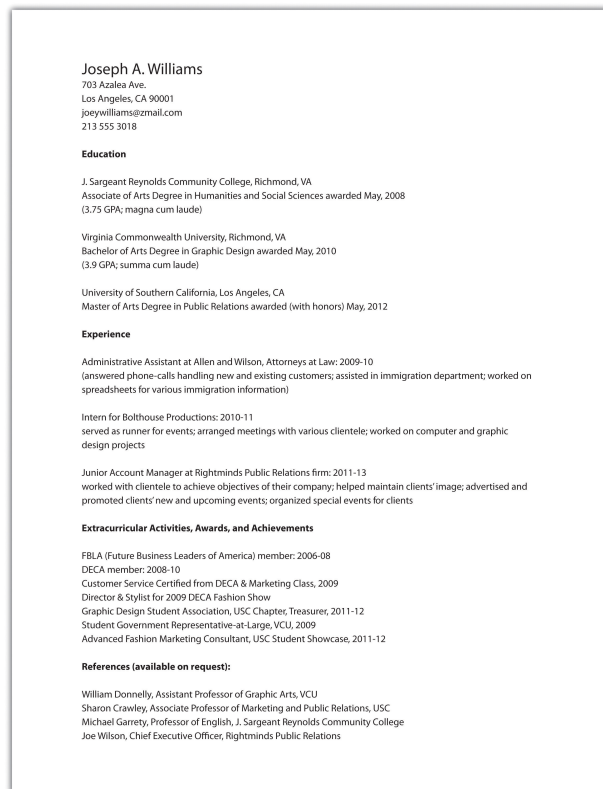 Joseph A. Williams
703 Azalea Ave.
Los Angeles, CA 90001
joeywilliams@zmail.com
213 555 3018
Education
J. Sargeant Reynolds Community College, Richmond, VA
Associate of Arts Degree in Humanities and Social Sciences awarded May, 2008
(3.75 GPA; magna cum laude)
Virginia Commonwealth University, Richmond, VA
Bachelor of Arts Degree in Graphic Design awarded May, 2010
(3.9 GPA; summa cum laude)
University of Southern California, Los Angeles, CA
Master of Arts Degree in Public Relations awarded (with honors) May, 2012
Experience
Administrative Assistant at Allen and Wilson, Attorneys at Law: 2009-10
(answered phone-calls handling new and existing customers; assisted in immigration department; worked on
spreadsheets for various immigration information)
Intern for Bolthouse Productions: 2010-11
served as runner for events; arranged meetings with various clientele; worked on computer and graphic
design projects
Junior Account Manager at Rightminds Public Relations firm: 2011-13
worked with clientele to achieve objectives of their company; helped maintain clients' image; advertised and
promoted clients' new and upcoming events; organized special events for clients
Extracurricular Activities, Awards, and Achievements
FBLA (Future Business Leaders of America) member: 2006-08
DECA member: 2008-10
Customer Service Certified from DECA & Marketing Class, 2009
Director & Stylist for 2009 DECA Fashion Show
Graphic Design Student Association, USC Chapter, Treasurer, 2011-12
Student Government Representative-at-Large, VCU, 2009
Advanced Fashion Marketing Consultant, USC Student Showcase, 2011-12
References (available on request):
William Donnelly, Assistant Professor of Graphic Arts, VCU
Sharon Crawley, Associate Professor of Marketing and Public Relations, USC
Michael Garrety, Professor of English, J. Sargeant Reynolds Community College
Joe Wilson, Chief Executive Officer, Rightminds Public Relations